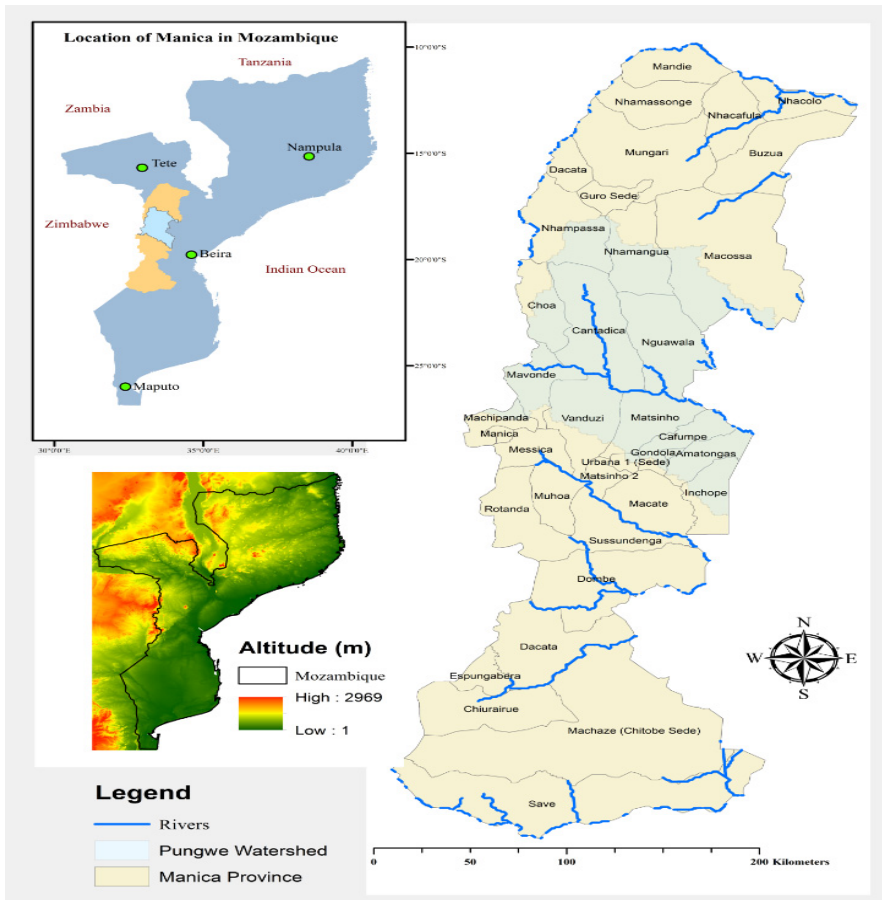 Location of Manica in Mozambique
Tanzania
Zambia
Nampula
Tete
Zimbabwe
Beira
Indian Ocean
Maputo
10°0'0"S
15°0'0"S
20°0'0"S
25°0'0"S
30°0'0"E
35°0'0"E
40°0'0"E
Mandie
Nhamassonge
Nhacolo
Nhacafula
Mungari
Buzua
Dacata
Guro Sede
Nhampassa
Nhamangua
Macossa
Choa
Cantadica
Nguawala
Mavonde
Machipanda
Vanduzi
Matsinho
Manica
Cafumpe
Messica
Gondola
Amatongas
Urbana 1 (Sede)
Matsinho 2
Inchope
Muhoa
Macate
Rotanda
Sussundenga
Dombe
Dacata
Espungabera
Chiurairue
Machaze (Chitobe Sede)
Save
N
W
E
S
Altitude (m)
Mozambique
High : 2969
Low : 1
Legend
Rivers
Pungwe Watershed
Manica Province
0
100
200 Kilometers